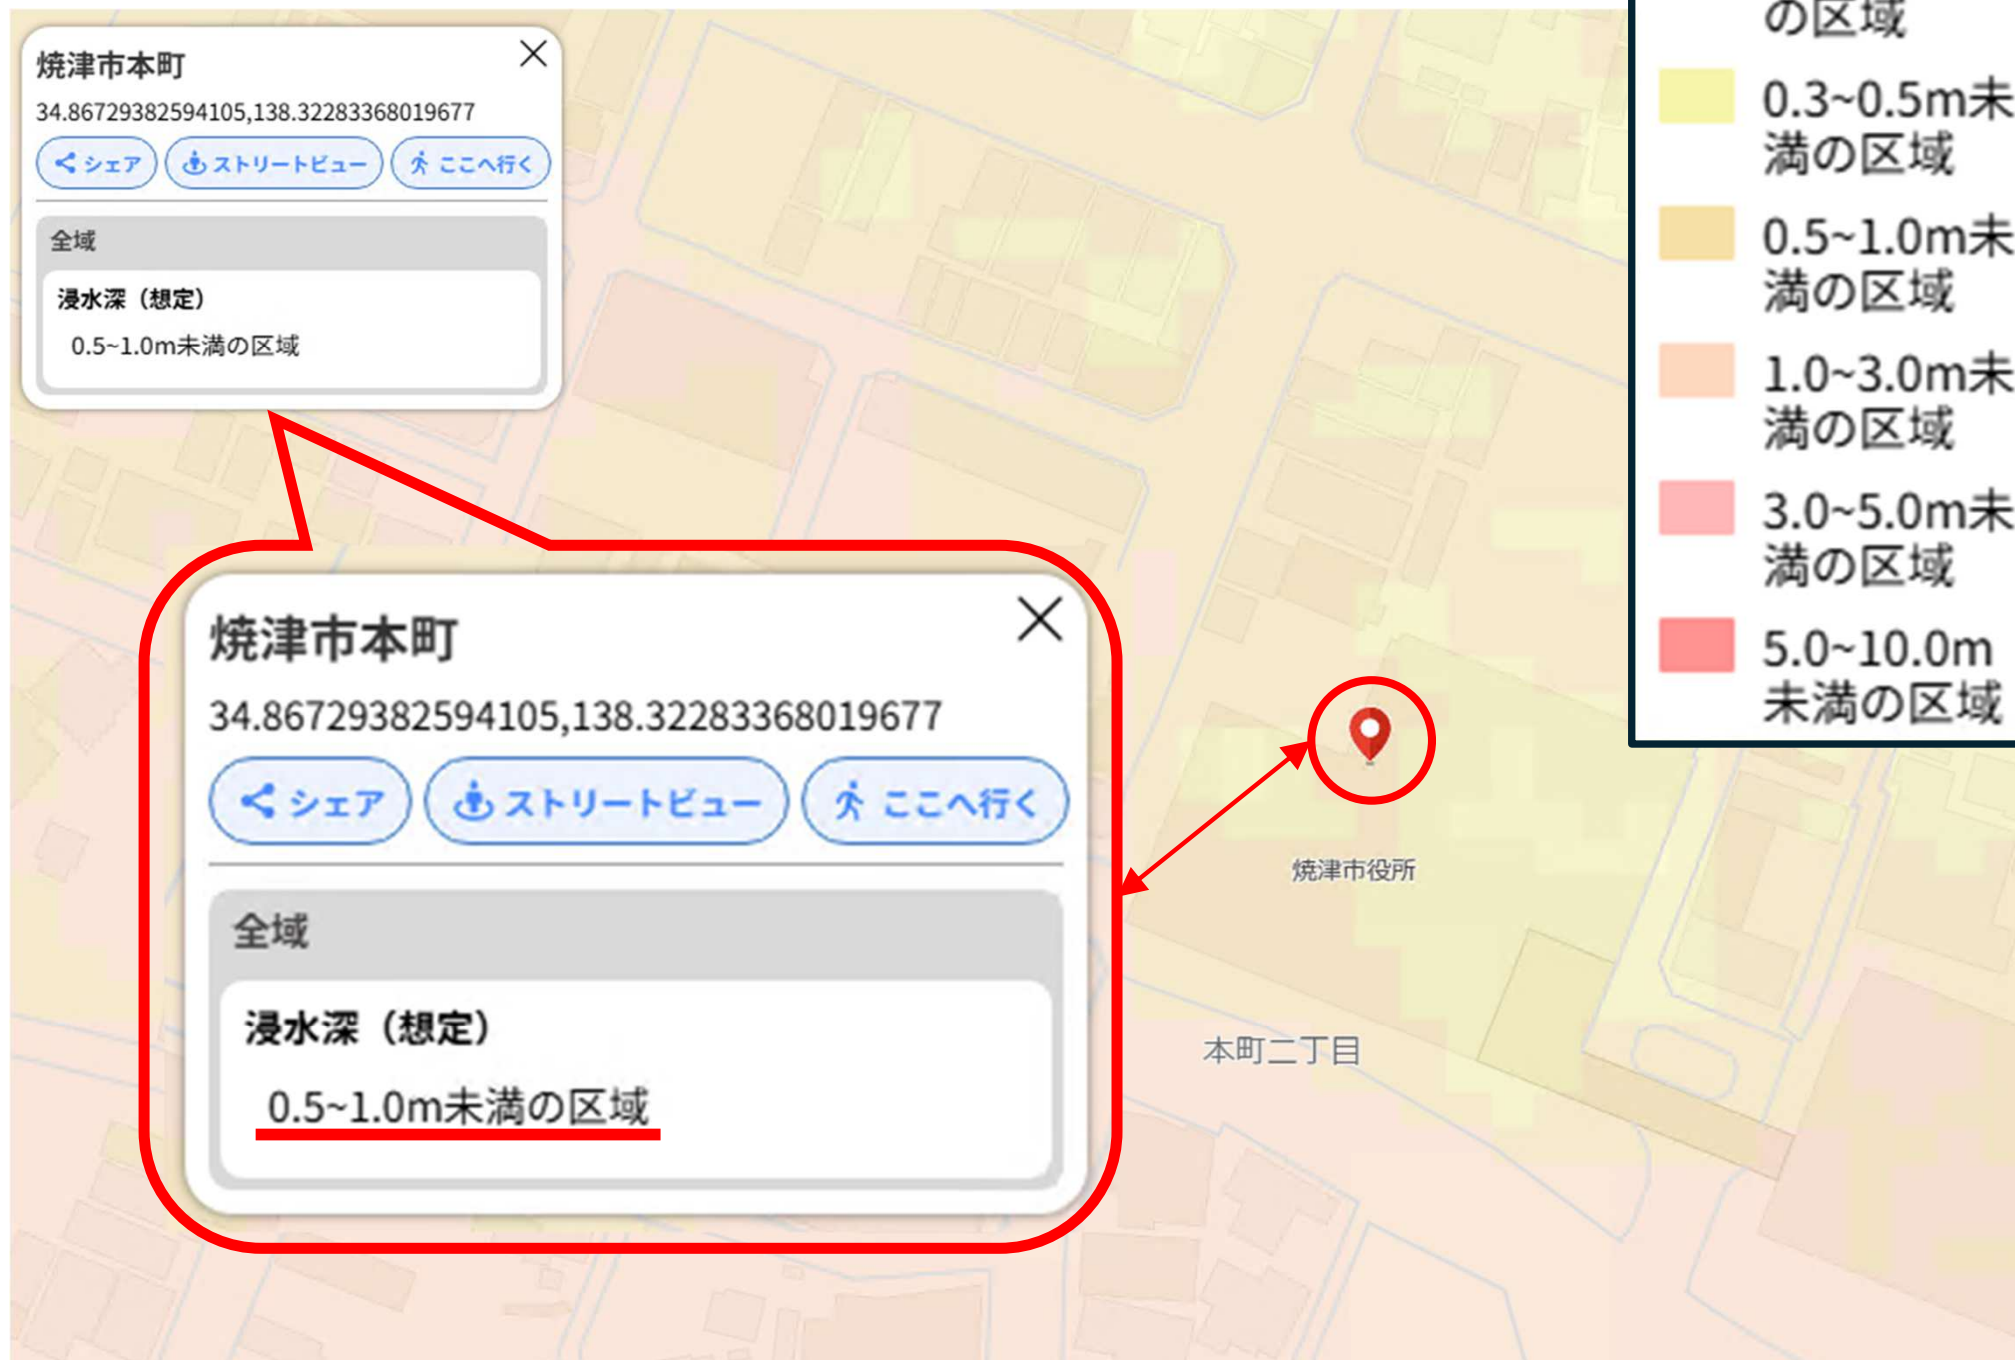 焼津市本町
34.86729382594105,138.32283368019677
シェア
ストリートビュー
ここへ行く
全域
浸水深（想定）
0.5~1.0m未満の区域
焼津市本町
34.86729382594105,138.32283368019677
シェア
ストリートビュー
ここへ行く
全域
浸水深（想定）
0.5~1.0m未満の区域
焼津市役所
本町二丁目
の区域
0.3~0.5m未
満の区域
0.5~1.0m未
満の区域
1.0~3.0m未
満の区域
3.0~5.0m未
満の区域
5.0~10.0m
未満の区域